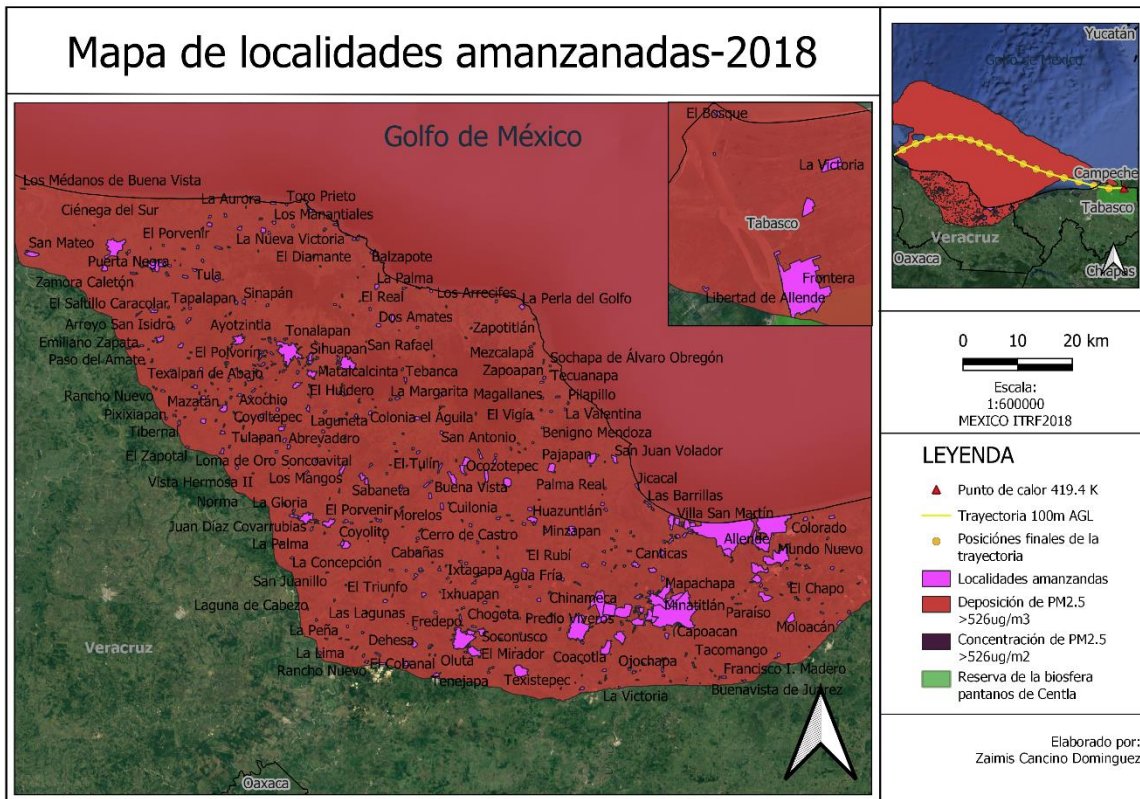 Mapa de localidades amanzanadas-2018
Golfo de México
Los Médanos de Buena Vista
La Aurora
Toro Prieto
Ciénega del Sur
Los Manantiales
El Porvenir
San Mateo
La Nueva Victoria
Puerta Negra
El Diamante
Balzapote
Zamora Caletón
Tula
La Palma
El Saltillo Caracolar
Tapalapan
Sinapán
El Real
Los Arrecifes
La Perla del Golfo
Arroyo San Isidro
Ayotzintla
Dos Amates
Emiliano Zapata
Tonalapan
Zapotitlán
Paso del Amate
El Polvorín
Sihuapan
San Rafael
Mezcalapa
Sochapa de Álvaro Obregón
Texalpan de Abajo
Matalcalcinta
Tebanca
Zapoapan
Tecuanapa
Rancho Nuevo
El Huidero
La Margarita
Magallanes
Pilapillo
Mazatán
Axochio
Pixixiapan
Coyoltepec
Laguneta
Colonia el Águila
El Vigía
La Valentina
Tibernal
Tulapan
Abrevadero
San Antonio
Benigno Mendoza
El Zapotal
Loma de Oro
Soncoavital
El Tulín
Ocozotepec
Pajapan
San Juan Volador
Vista Hermosa II
Los Mangos
Sabaneta
Buena Vista
Palma Real
Jicacal
Norma
La Gloria
El Porvenir
Morelos
Cuilonia
Huazuntlán
Las Barrillas
Villa San Martín
Juan Díaz Covarrubias
Coyolito
Cerro de Castro
Minzapan
Allende
Colorado
La Palma
Cabañas
El Rubí
Canticas
Mundo Nuevo
La Concepción
Ixtagapa
Agua Fría
Mapachapa
El Chapo
San Juanillo
El Triunfo
Ixhuapan
Chinameca
Minatitlán
Paraíso
Laguna de Cabezo
Las Lagunas
Chogota
Predio Viveros
Moloacán
La Peña
Fredepo
Capoacan
Veracruz
Dehesa
Soconusco
Tacomango
La Lima
El Mirador
Coacotla
Ojochapa
Rancho Nuevo
El Cobanal
Oluta
Francisco I. Madero
Tenejapa
Texistepec
La Victoria
Buenavista de Juárez
Oaxaca
El Bosque
La Victoria
Tabasco
Frontera
Libertad de Allende
Yucatán
Golfo de México
Campeche
Tabasco
Veracruz
Oaxaca
Chiapas
0 10 20 km
Escala:
1:600000
MEXICO ITRF2018
LEYENDA
Punto de calor 419.4 K
Trayectoria 100m AGL
Posiciónes finales de la
trayectoria
Localidades amanzandas
Deposición de PM2.5
>526ug/m3
Concentración de PM2.5
>526ug/m2
Reserva de la biosfera
pantanos de Centla
Elaborado por:
Zaimis Cancino Dominguez